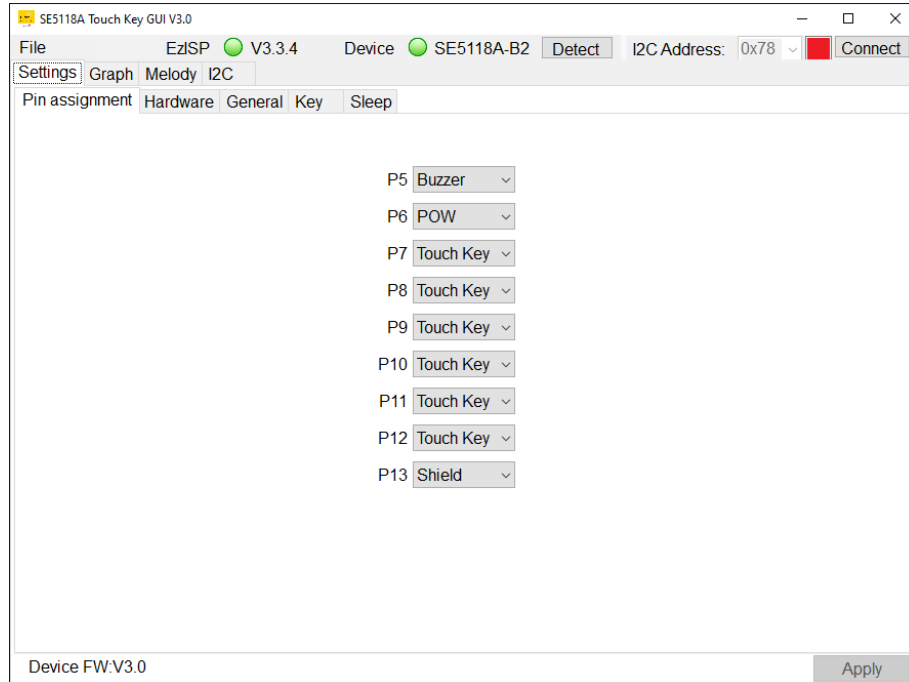 SE5118A Touch Key GUI V3.0
File EzISP V3.3.4 Device SE5118A-B2 Detect I2C Address: 0x78 Connect
Settings Graph Melody I2C
Pin assignment Hardware General Key Sleep
P5 Buzzer
P6 POW
P7 Touch Key
P8 Touch Key
P9 Touch Key
P10 Touch Key
P11 Touch Key
P12 Touch Key
P13 Shield
Device FW:V3.0 Apply